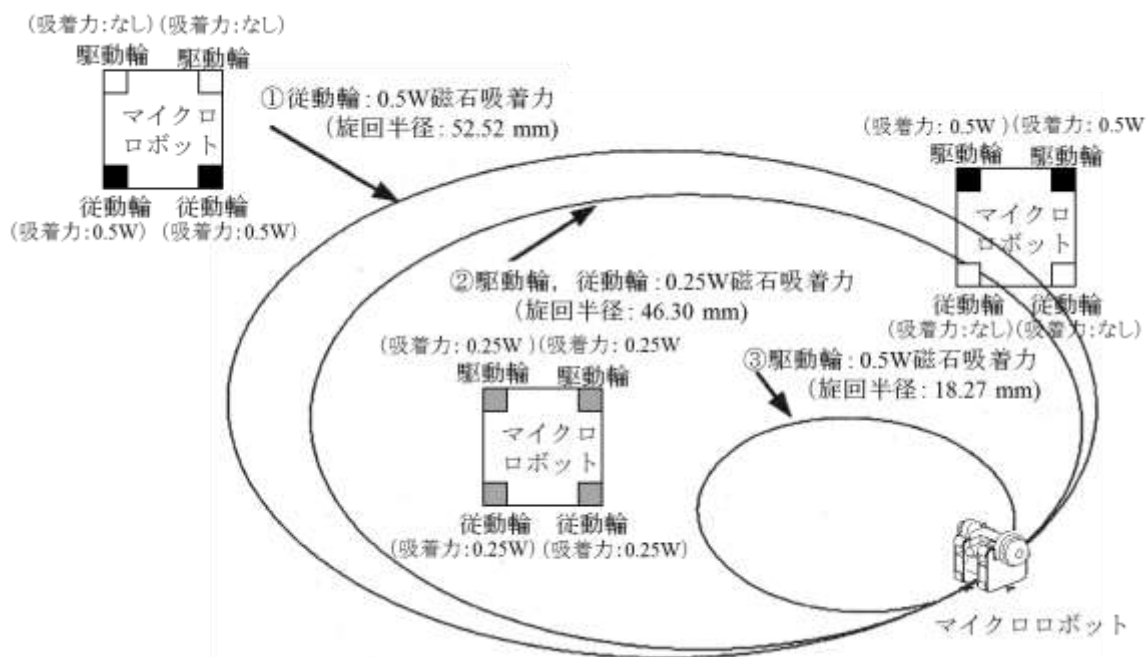 (吸着力:なし)(吸着力:なし)
駆動輪 駆動輪
マイクロ
ロボット
従動輪 従動輪
(吸着力:0.5W) (吸着力:0.5W)
①従動輪:0.5W磁石吸着力
(旋回半径:52.52 mm)
(吸着力:0.5W)(吸着力:0.5W
駆動輪 駆動輪
マイクロ
ロボット
従動輪 従動輪
(吸着力:なし)(吸着力:なし)
②駆動輪，従動輪:0.25W磁石吸着力
(旋回半径:46.30 mm)
(吸着力:0.25W)(吸着力:0.25W
駆動輪 駆動輪
マイクロ
ロボット
従動輪 従動輪
(吸着力:0.25W)(吸着力:0.25W)
③駆動輪:0.5W磁石吸着力
(旋回半径:18.27 mm)
マイクロロボット